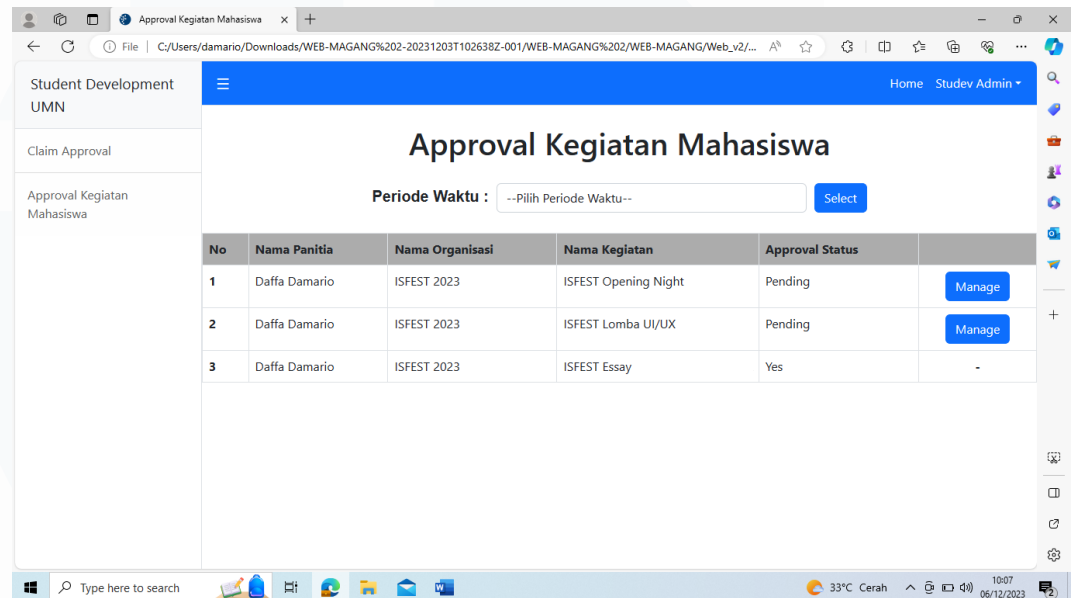 Approval Kegiatan Mahasiswa
File C:/Users/damario/Downloads/WEB-MAGANG%202-20231203T102638Z-001/WEB-MAGANG%202/WEB-MAGANG/Web_v2/...
Student Development
UMN
Home Studev Admin
Claim Approval
Approval Kegiatan
Mahasiswa
Approval Kegiatan Mahasiswa
Periode Waktu : --Pilih Periode Waktu-- Select
No Nama Panitia Nama Organisasi Nama Kegiatan Approval Status
1 Daffa Damario ISFEST 2023 ISFEST Opening Night Pending Manage
2 Daffa Damario ISFEST 2023 ISFEST Lomba UI/UX Pending Manage
3 Daffa Damario ISFEST 2023 ISFEST Essay Yes -
Type here to search
33°C Cerah
10:07
06/12/2023
2